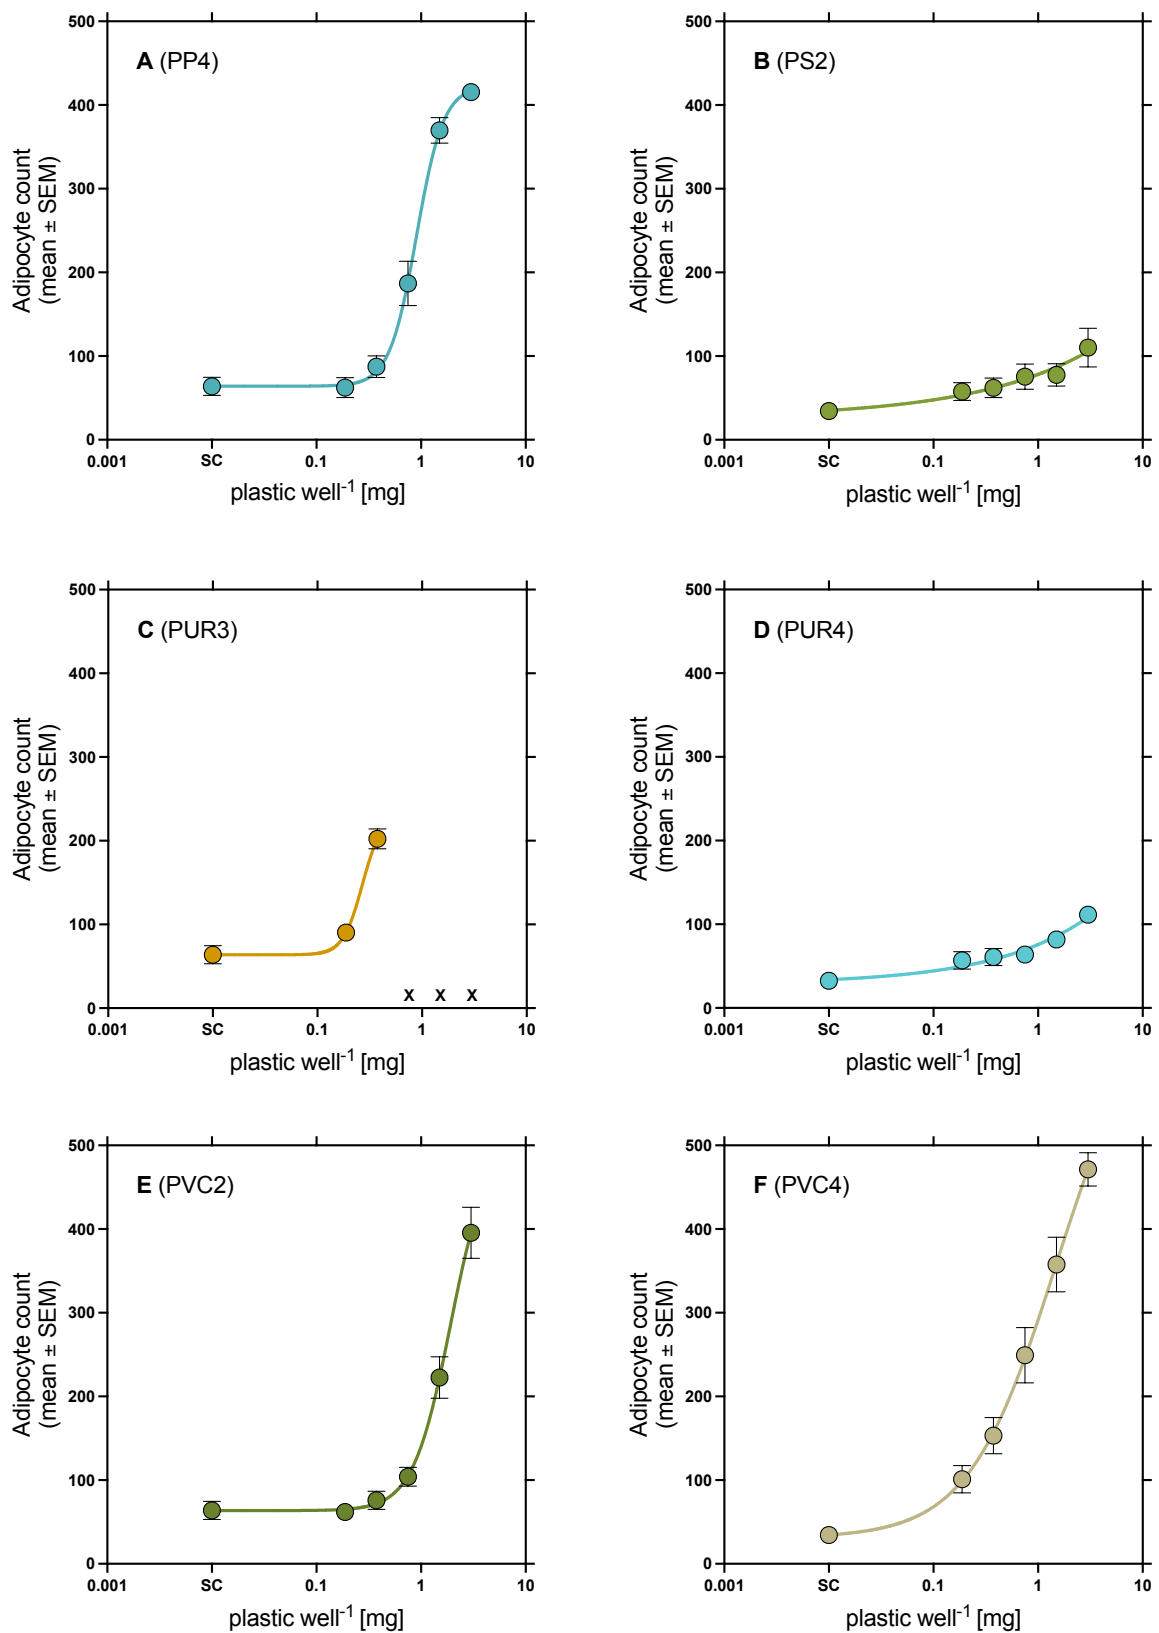 A (PP4)
500
400
300
200
100
0
Adipocyte count
(mean ± SEM)
0.001 SC 0.1 1 10
plastic well⁻¹ [mg]
B (PS2)
500
400
300
200
100
0
Adipocyte count
(mean ± SEM)
0.001 SC 0.1 1 10
plastic well⁻¹ [mg]
C (PUR3)
500
400
300
200
100
0
Adipocyte count
(mean ± SEM)
x x x
0.001 SC 0.1 1 10
plastic well⁻¹ [mg]
D (PUR4)
500
400
300
200
100
0
Adipocyte count
(mean ± SEM)
0.001 SC 0.1 1 10
plastic well⁻¹ [mg]
E (PVC2)
500
400
300
200
100
0
Adipocyte count
(mean ± SEM)
0.001 SC 0.1 1 10
plastic well⁻¹ [mg]
F (PVC4)
500
400
300
200
100
0
Adipocyte count
(mean ± SEM)
0.001 SC 0.1 1 10
plastic well⁻¹ [mg]